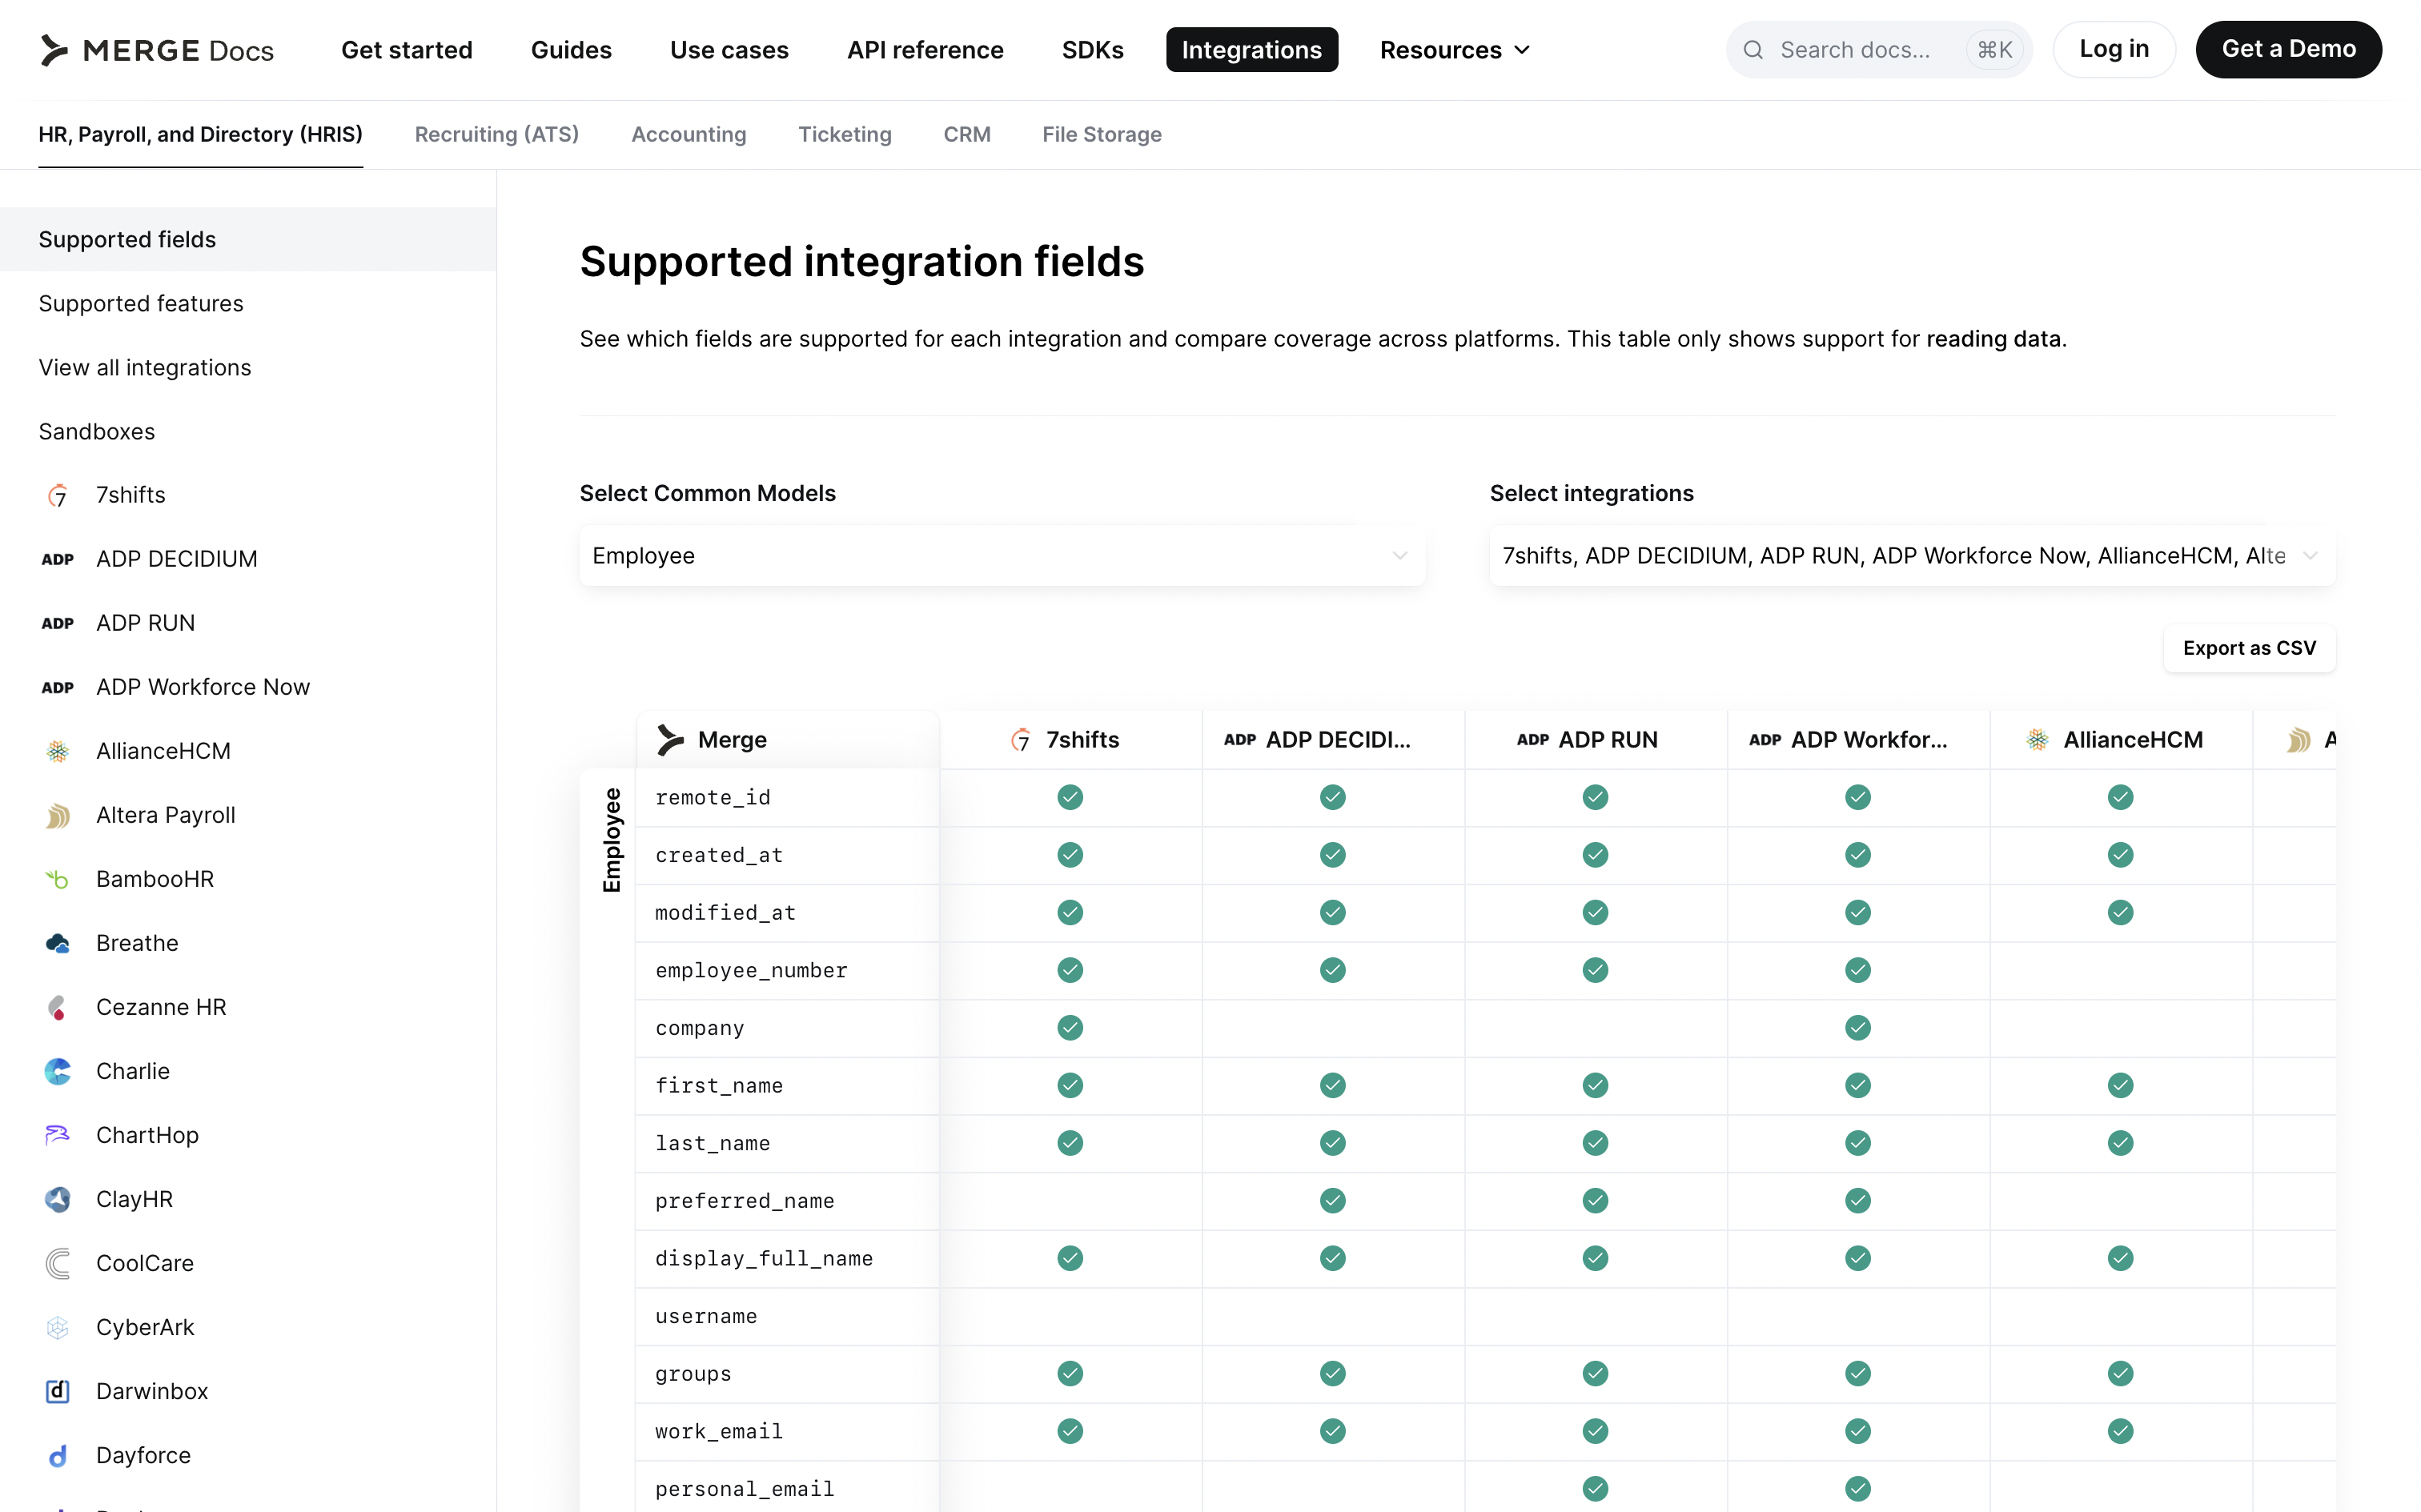 MERGE Docs
Get started
Guides
Use cases
API reference
SDKs
Integrations
Resources
Search docs...
⌘K
Log in
Get a Demo
HR, Payroll, and Directory (HRIS)
Recruiting (ATS)
Accounting
Ticketing
CRM
File Storage
Supported fields
Supported features
View all integrations
Sandboxes
7shifts
ADP ADP DECIDIUM
ADP ADP RUN
ADP ADP Workforce Now
AllianceHCM
Altera Payroll
BambooHR
Breathe
Cezanne HR
Charlie
ChartHop
ClayHR
CoolCare
CyberArk
Darwinbox
Dayforce
Supported integration fields
See which fields are supported for each integration and compare coverage across platforms. This table only shows support for reading data.
Select Common Models
Employee
Select integrations
7shifts, ADP DECIDIUM, ADP RUN, ADP Workforce Now, AllianceHCM, Alte
Export as CSV
Merge
7shifts
ADP ADP DECIDI...
ADP ADP RUN
ADP ADP Workfor...
AllianceHCM
A
Employee
remote_id
created_at
modified_at
employee_number
company
first_name
last_name
preferred_name
display_full_name
username
groups
work_email
personal_email